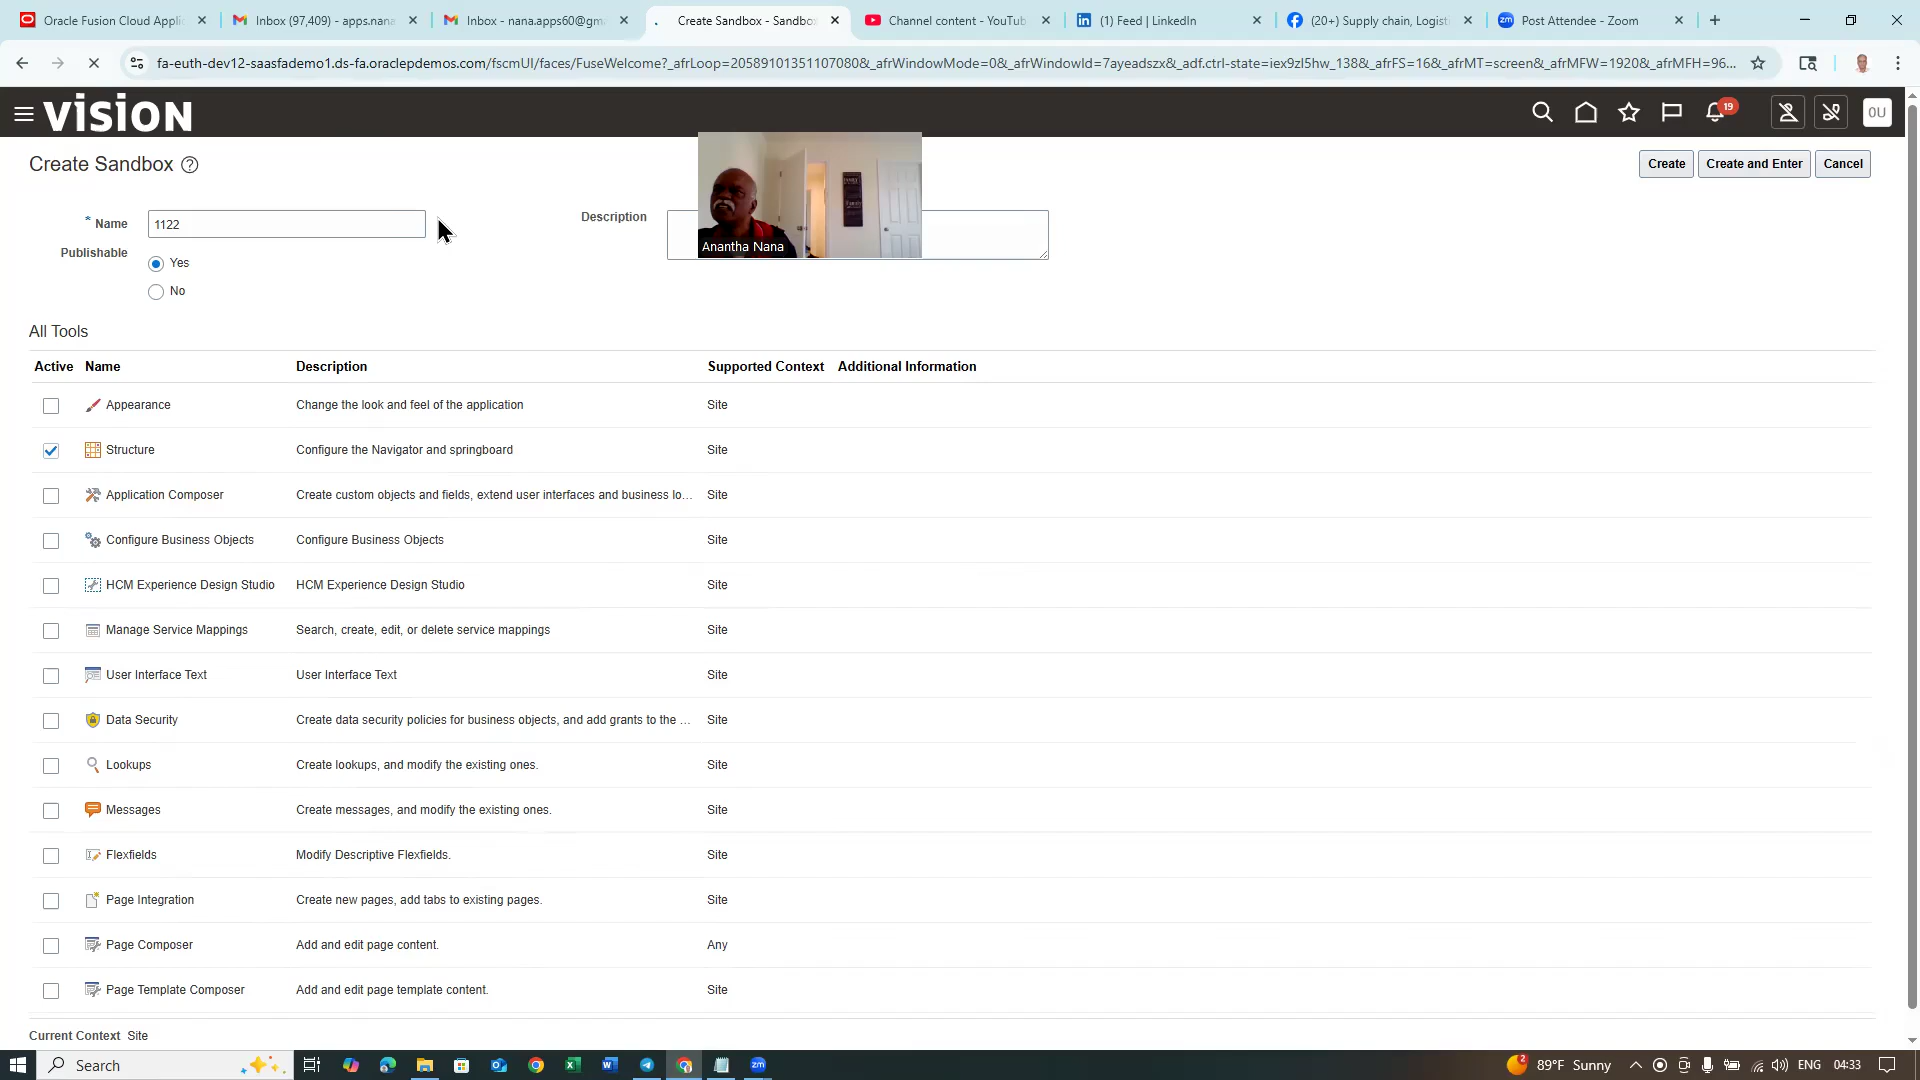 Oracle Fusion Cloud Applic
Inbox (97,409) - apps.nana
Inbox - nana.apps60@gm
Create Sandbox - Sandbox
Channel content - YouTub
(1) Feed | LinkedIn
(20+) Supply chain, Logist
Post Attendee - Zoom
fa-euth-dev12-saasfademo1.ds-fa.oraclepdemos.com/fscmUI/faces/FuseWelcome?_afrLoop=20589101351107080&_afrWindowMode=0&_afrWindowId=7ayeadszx&_adf.ctrl-state=iex9zl5hw_138&_afrFS=16&_afrMT=screen&_afrMFW=1920&_afrMFH=96...
vision
19
OU
Create Sandbox
Create
Create and Enter
Cancel
* Name
1122
Description
Anantha Nana
Publishable
Yes
No
All Tools
Active Name Description Supported Context Additional Information
Appearance Change the look and feel of the application Site
Structure Configure the Navigator and springboard Site
Application Composer Create custom objects and fields, extend user interfaces and business lo... Site
Configure Business Objects Configure Business Objects Site
HCM Experience Design Studio HCM Experience Design Studio Site
Manage Service Mappings Search, create, edit, or delete service mappings Site
User Interface Text User Interface Text Site
Data Security Create data security policies for business objects, and add grants to the ... Site
Lookups Create lookups, and modify the existing ones. Site
Messages Create messages, and modify the existing ones. Site
Flexfields Modify Descriptive Flexfields. Site
Page Integration Create new pages, add tabs to existing pages. Site
Page Composer Add and edit page content. Any
Page Template Composer Add and edit page template content. Site
Current Context Site
Search
2
89°F Sunny
ENG
04:33